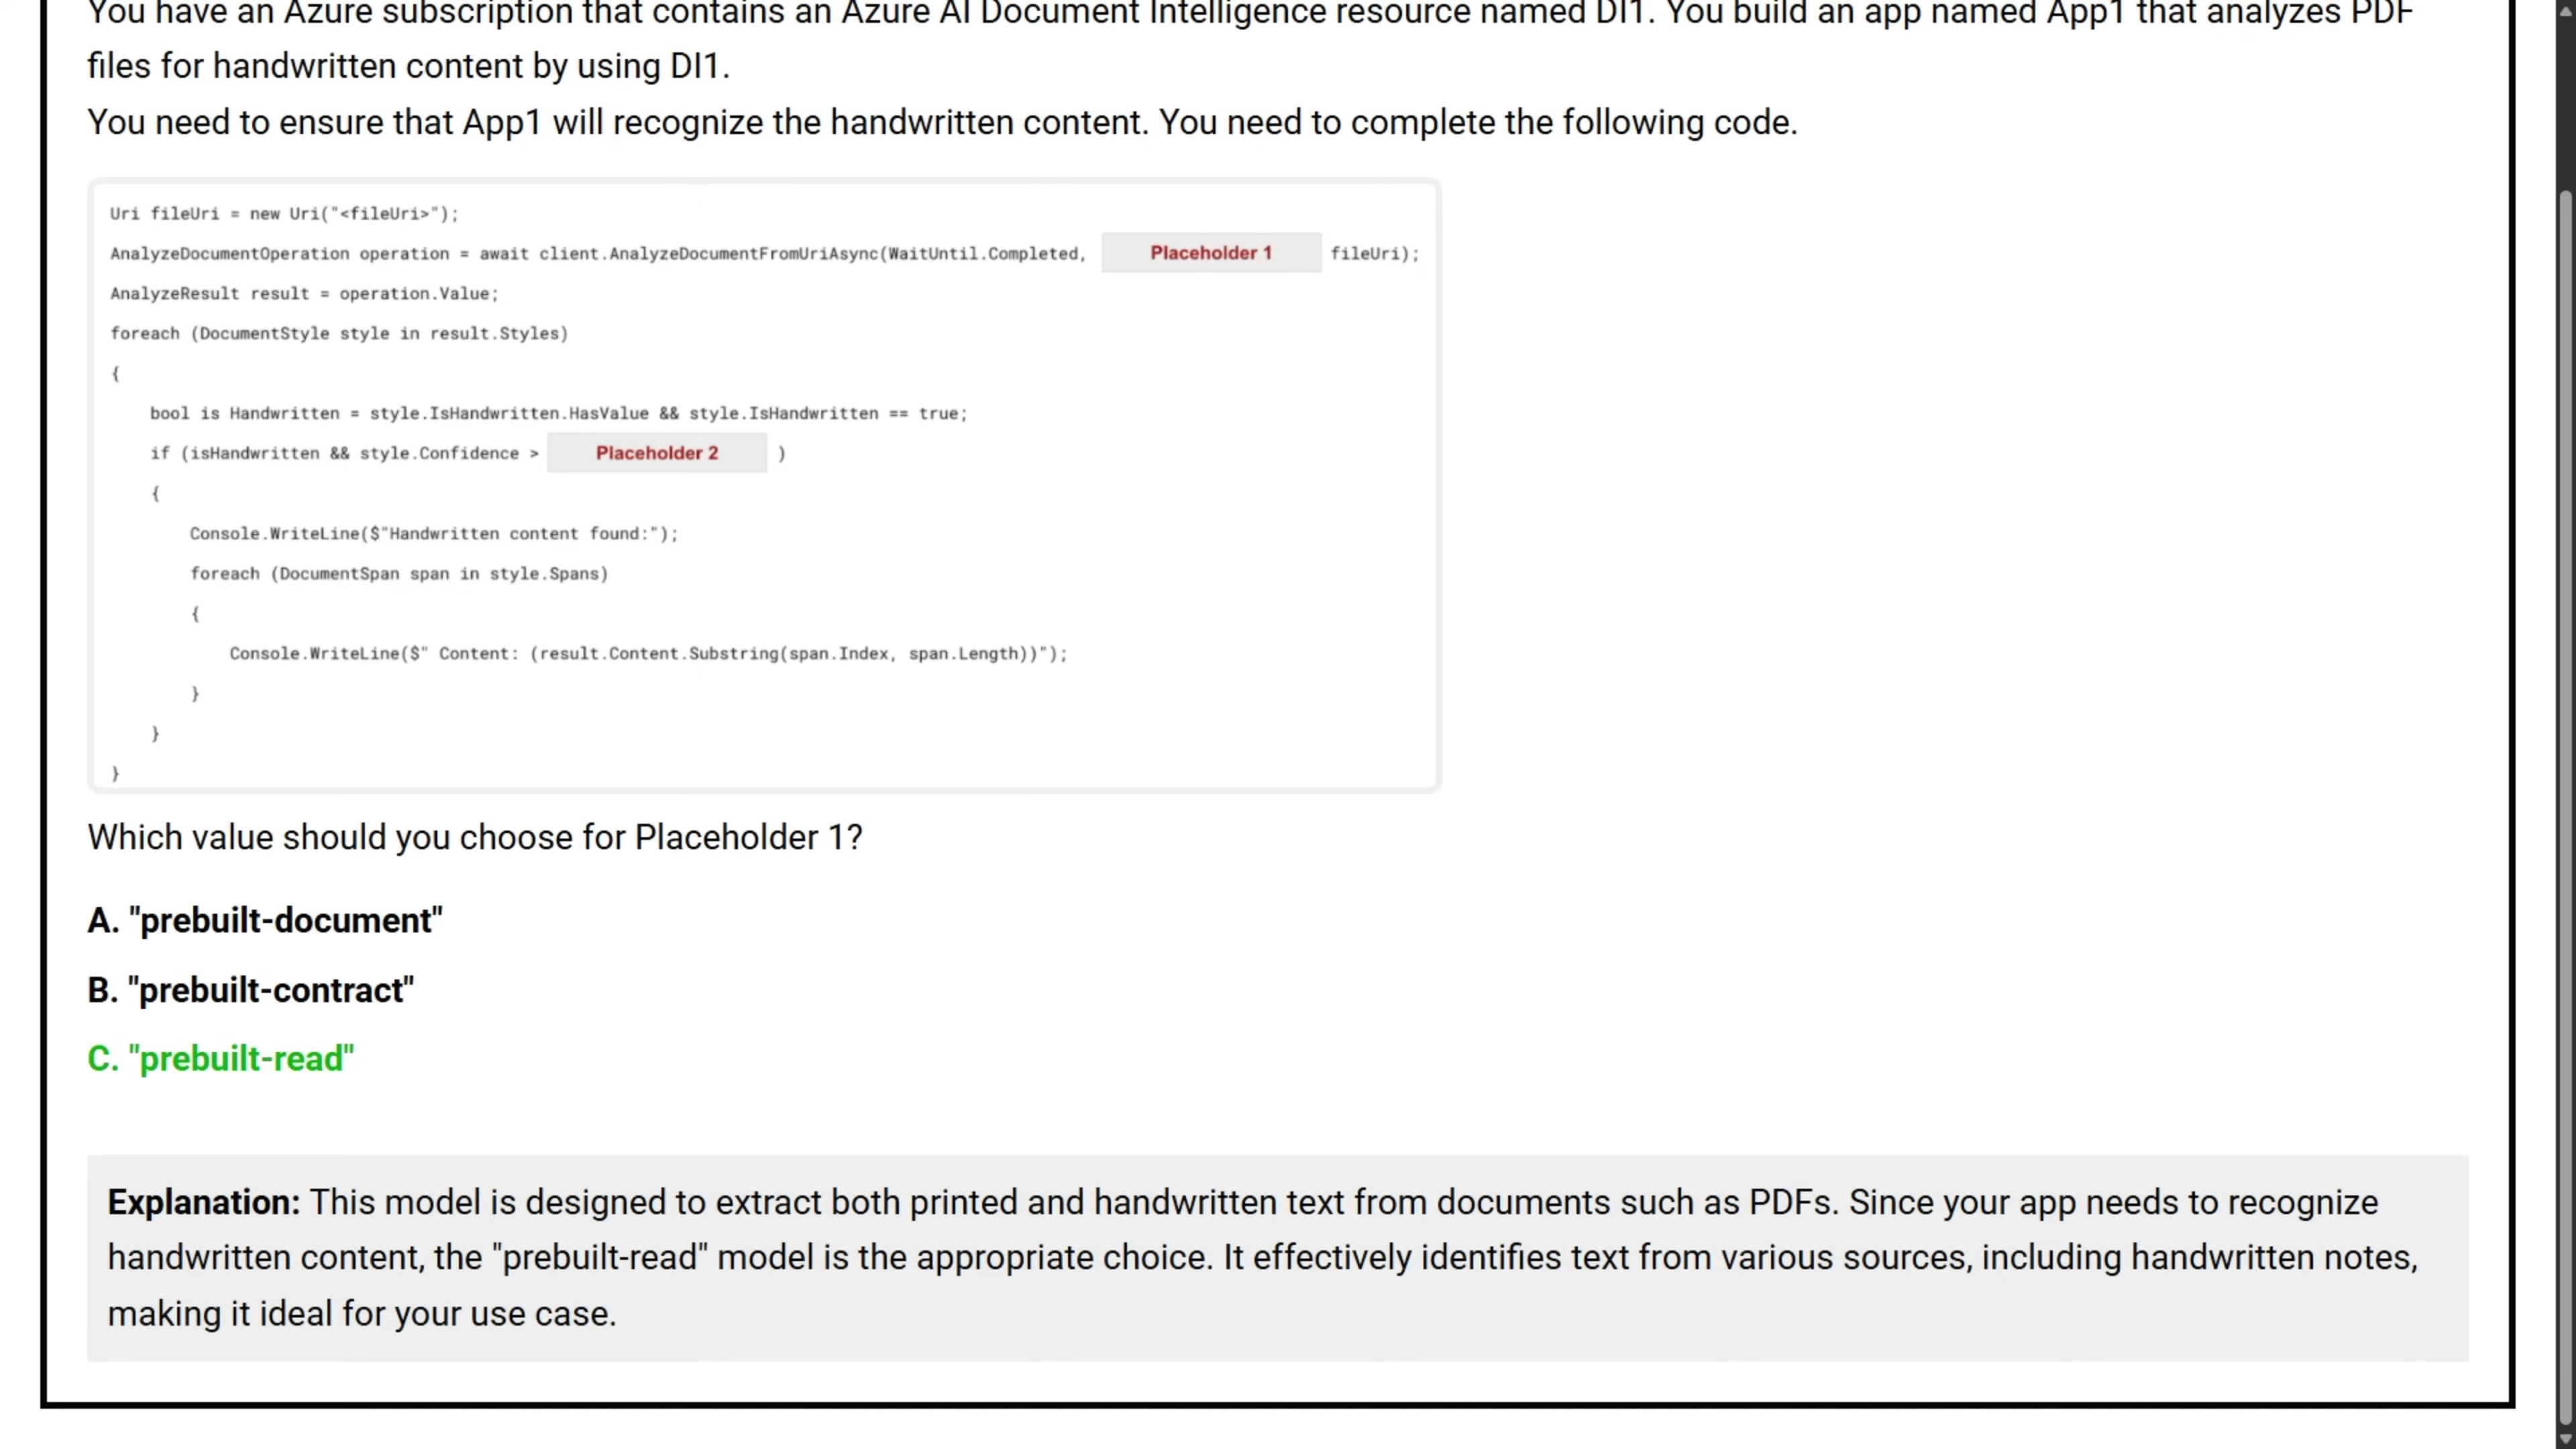 You have an Azure subscription that contains an Azure AI Document Intelligence resource named DI1. You build an app named App1 that analyzes PDF
files for handwritten content by using DI1.
You need to ensure that App1 will recognize the handwritten content. You need to complete the following code.
Uri fileUri = new Uri("<fileUri>");
AnalyzeDocumentOperation operation = await client.AnalyzeDocumentFromUriAsync(WaitUntil.Completed, Placeholder 1 fileUri);
AnalyzeResult result = operation.Value;
foreach (DocumentStyle style in result.Styles)
{
bool is Handwritten = style.IsHandwritten.HasValue && style.IsHandwritten == true;
if (isHandwritten && style.Confidence > Placeholder 2 )
{
Console.WriteLine($"Handwritten content found:");
foreach (DocumentSpan span in style.Spans)
{
Console.WriteLine($" Content: (result.Content.Substring(span.Index, span.Length))");
}
}
}
Which value should you choose for Placeholder 1?
A. "prebuilt-document"
B. "prebuilt-contract"
C. "prebuilt-read"
Explanation: This model is designed to extract both printed and handwritten text from documents such as PDFs. Since your app needs to recognize
handwritten content, the "prebuilt-read" model is the appropriate choice. It effectively identifies text from various sources, including handwritten notes,
making it ideal for your use case.